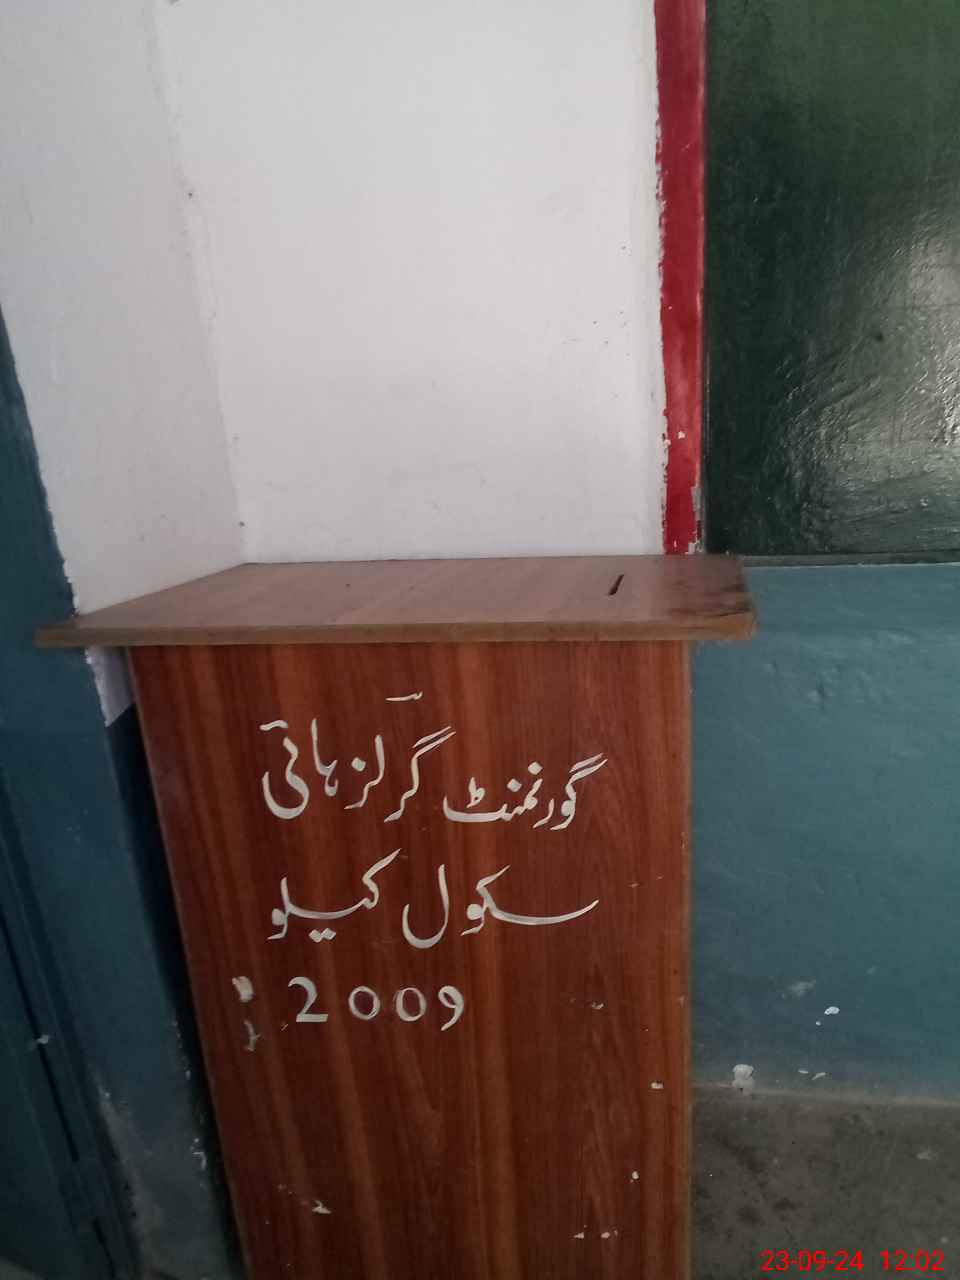 گورنمنٹ گرلز ہائی
سکول کیلو
2009
23-09-24 12:02